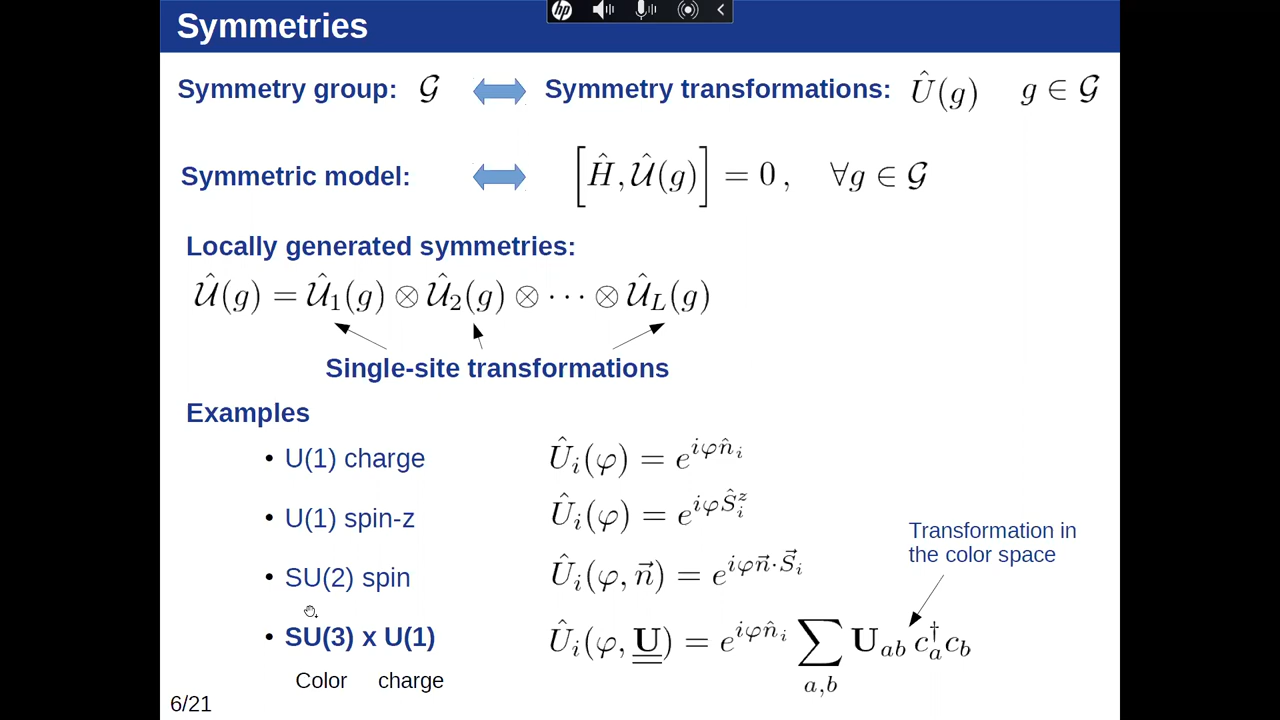 Symmetries
Symmetry group: 𝒢 Symmetry transformations: Û(g) g ∈ 𝒢
Symmetric model: [Ĥ, 𝒰̂(g)] = 0 , ∀g ∈ 𝒢
Locally generated symmetries:
𝒰̂(g) = 𝒰̂₁(g) ⊗ 𝒰̂₂(g) ⊗ ⋯ ⊗ 𝒰̂_L(g)
Single-site transformations
Examples
• U(1) charge Û_i(φ) = e^{iφn̂_i}
• U(1) spin-z Û_i(φ) = e^{iφŜ_i^z}
Transformation in
the color space
• SU(2) spin Û_i(φ, n⃗) = e^{iφn⃗·S⃗_i}
• SU(3) x U(1) Û_i(φ, U) = e^{iφn̂_i} ∑_{a,b} U_{ab} c_a^† c_b
Color charge
6/21
hp